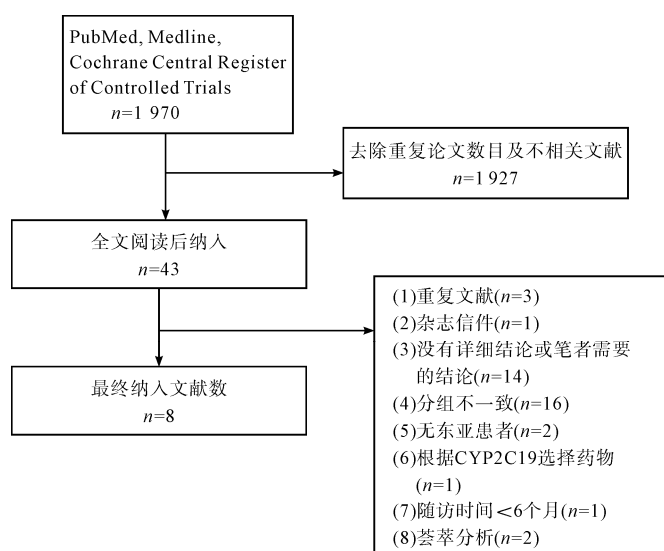 PubMed, Medline,
Cochrane Central Register
of Controlled Trials
n=1 970
去除重复论文数目及不相关文献
n=1 927
全文阅读后纳入
n=43
(1)重复文献(n=3)
(2)杂志信件(n=1)
(3)没有详细结论或笔者需要
的结论(n=14)
(4)分组不一致(n=16)
(5)无东亚患者(n=2)
(6)根据CYP2C19选择药物
(n=1)
(7)随访时间<6个月(n=1)
(8)荟萃分析(n=2)
最终纳入文献数
n=8